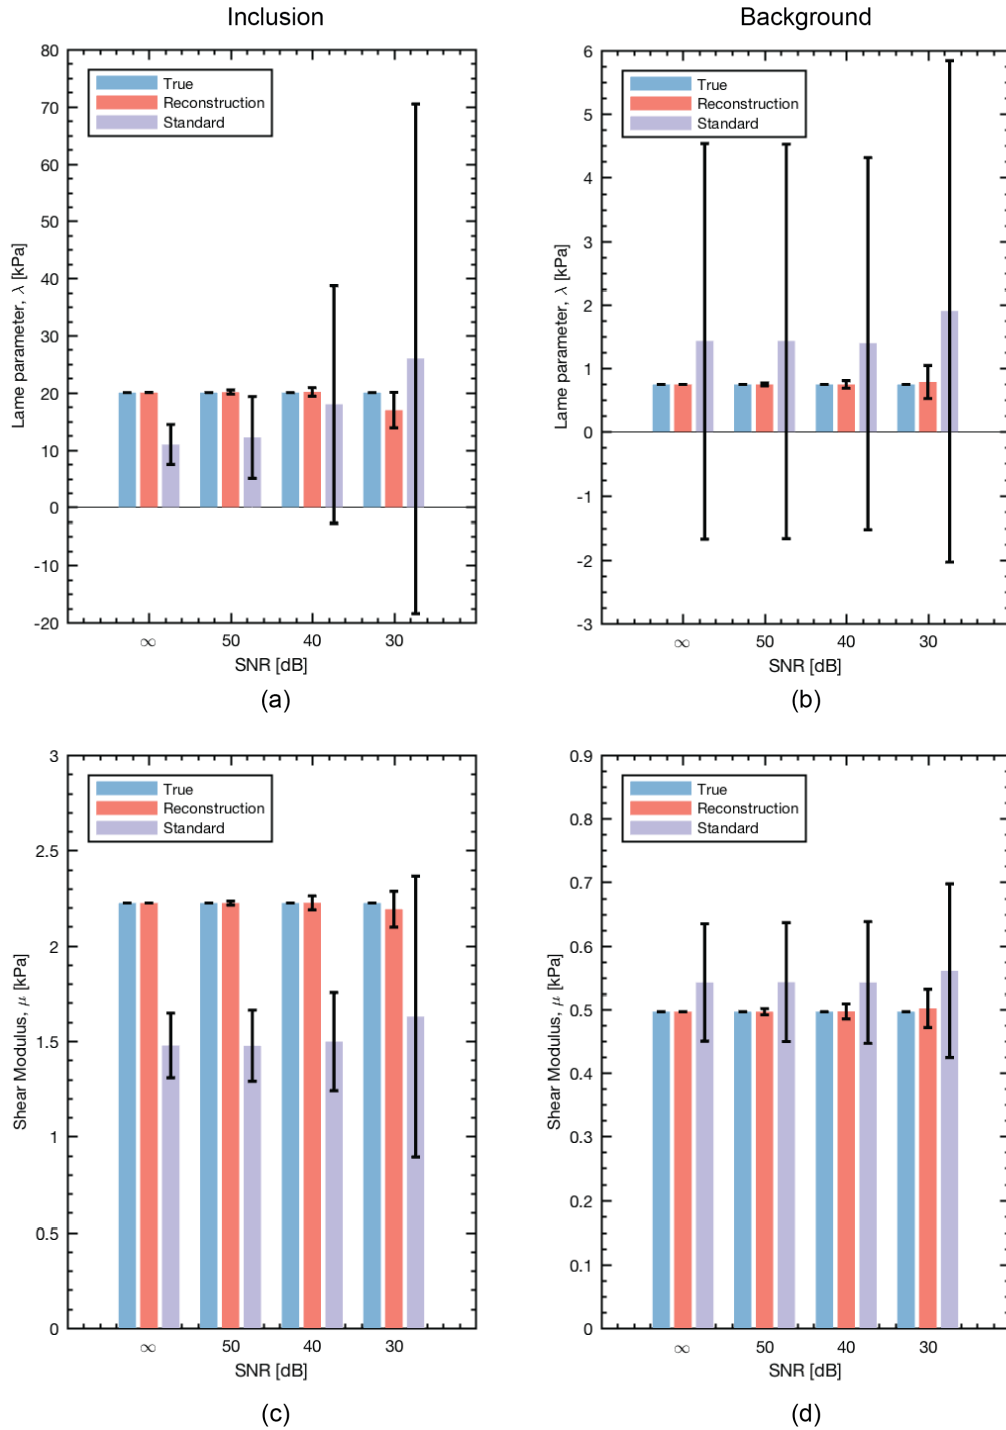 Inclusion
Background
80
70
60
50
40
30
20
10
0
-10
-20
True
Reconstruction
Standard
Lame parameter, λ [kPa]
∞ 50 40 30
SNR [dB]
(a)
6
5
4
3
2
1
0
-1
-2
-3
True
Reconstruction
Standard
Lame parameter, λ [kPa]
∞ 50 40 30
SNR [dB]
(b)
3
2.5
2
1.5
1
0.5
0
True
Reconstruction
Standard
Shear Modulus, μ [kPa]
∞ 50 40 30
SNR [dB]
(c)
0.9
0.8
0.7
0.6
0.5
0.4
0.3
0.2
0.1
0
True
Reconstruction
Standard
Shear Modulus, μ [kPa]
∞ 50 40 30
SNR [dB]
(d)